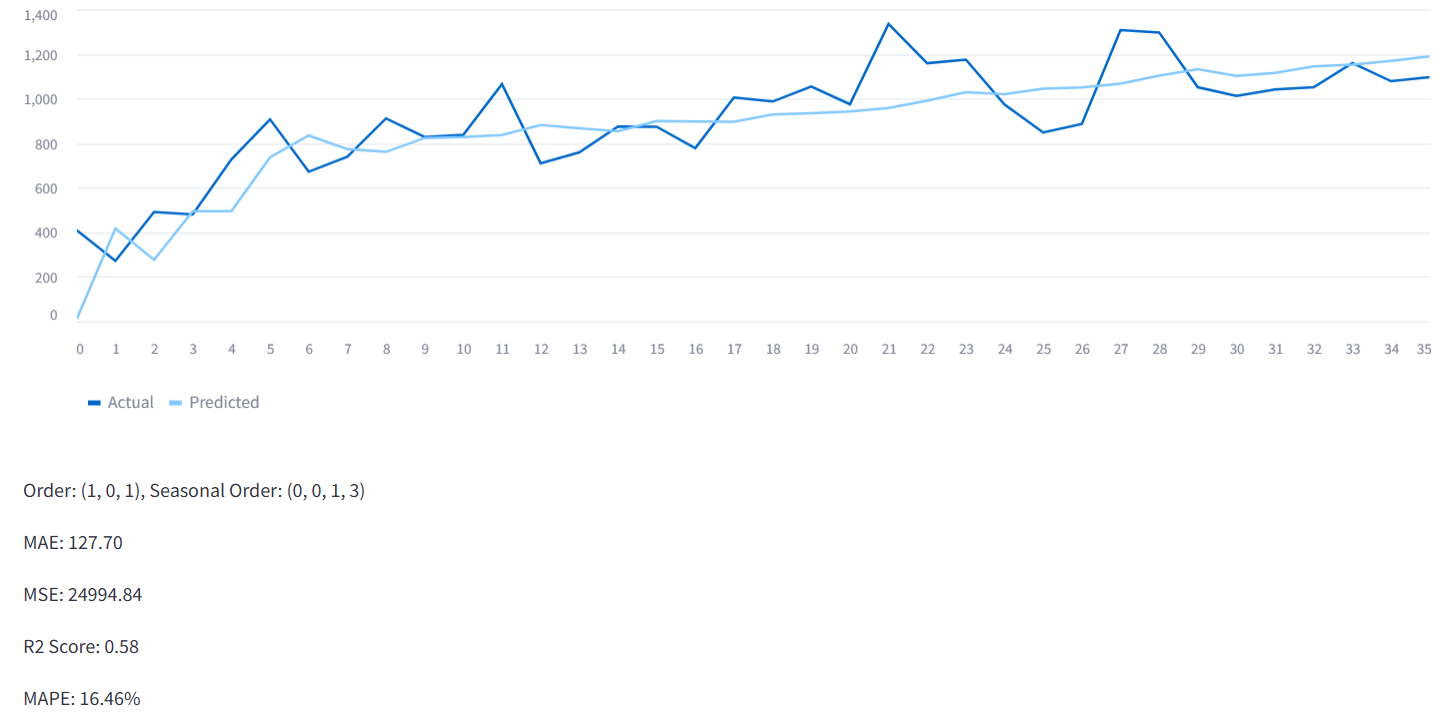 1,400
1,200
1,000
800
600
400
200
0
0 1 2 3 4 5 6 7 8 9 10 11 12 13 14 15 16 17 18 19 20 21 22 23 24 25 26 27 28 29 30 31 32 33 34 35
Actual Predicted
Order: (1, 0, 1), Seasonal Order: (0, 0, 1, 3)
MAE: 127.70
MSE: 24994.84
R2 Score: 0.58
MAPE: 16.46%